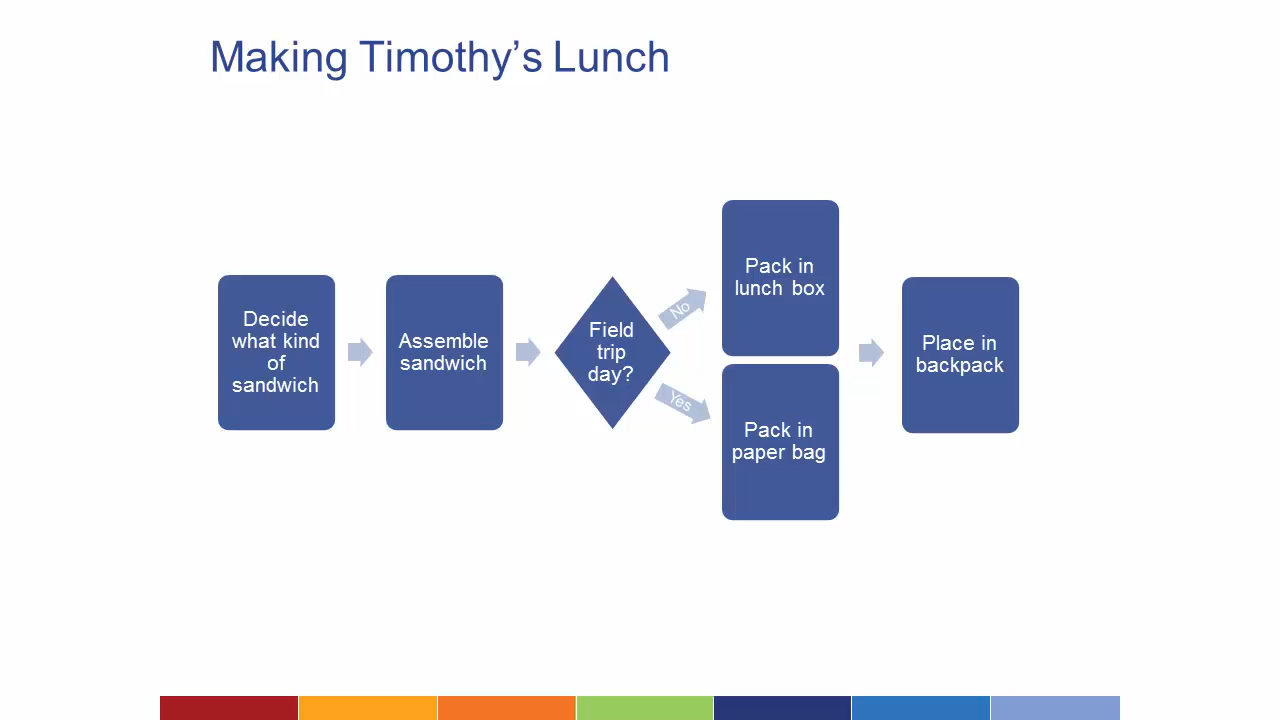 Making Timothy’s Lunch
Decide
what kind
of
sandwich
Assemble
sandwich
Field
trip
day?
No
Yes
Pack in
lunch box
Pack in
paper bag
Place in
backpack